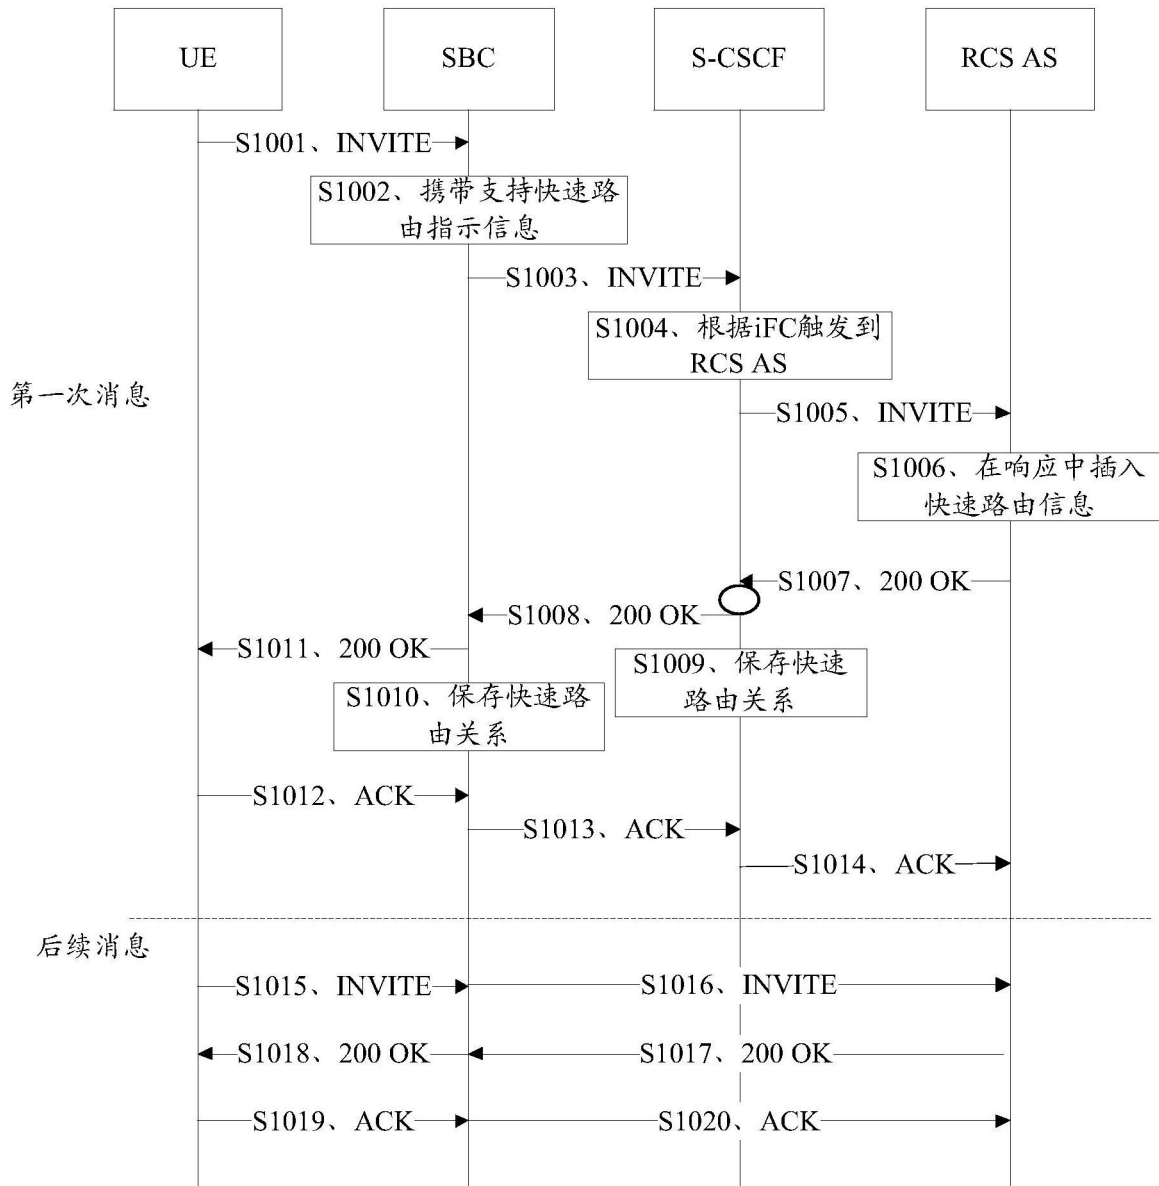 UE
SBC
S-CSCF
RCS AS
S1001、INVITE
S1002、携带支持快速路
由指示信息
S1003、INVITE
S1004、根据iFC触发到
RCS AS
第一次消息
S1005、INVITE
S1006、在响应中插入
快速路由信息
S1007、200 OK
S1008、200 OK
S1011、200 OK
S1009、保存快速
路由关系
S1010、保存快速路
由关系
S1012、ACK
S1013、ACK
S1014、ACK
后续消息
S1015、INVITE
S1016、INVITE
S1018、200 OK
S1017、200 OK
S1019、ACK
S1020、ACK